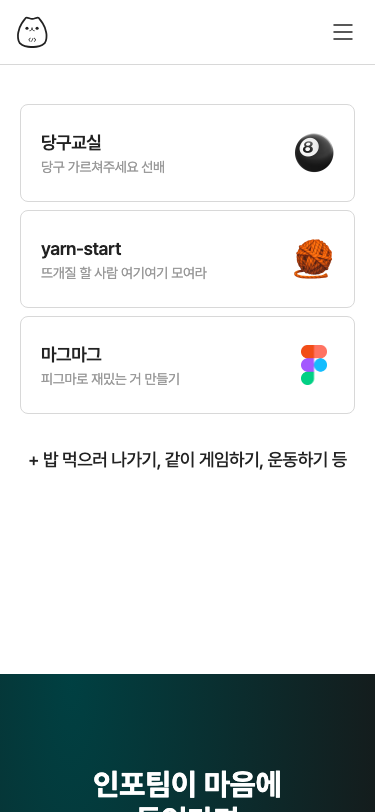 당구교실
당구 가르쳐주세요 선배
8
yarn-start
뜨개질 할 사람 여기여기 모여라
마그마그
피그마로 재밌는 거 만들기
+ 밥 먹으러 나가기, 같이 게임하기, 운동하기 등
인포팀이 마음에